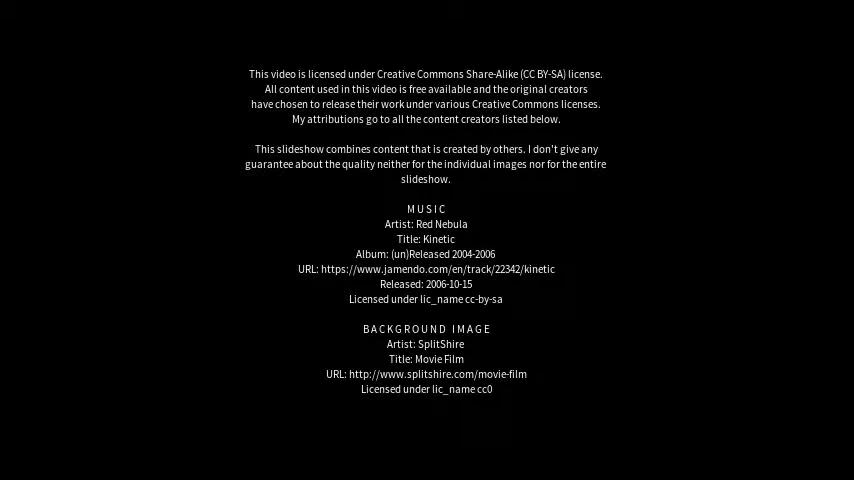 This video is licensed under Creative Commons Share-Alike (CC BY-SA) license.
All content used in this video is free available and the original creators
have chosen to release their work under various Creative Commons licenses.
My attributions go to all the content creators listed below.
This slideshow combines content that is created by others. I don't give any
guarantee about the quality neither for the individual images nor for the entire
slideshow.
MUSIC
Artist: Red Nebula
Title: Kinetic
Album: (un)Released 2004-2006
URL: https://www.jamendo.com/en/track/22342/kinetic
Released: 2006-10-15
Licensed under lic_name cc-by-sa
BACKGROUND IMAGE
Artist: SplitShire
Title: Movie Film
URL: http://www.splitshire.com/movie-film
Licensed under lic_name cc0